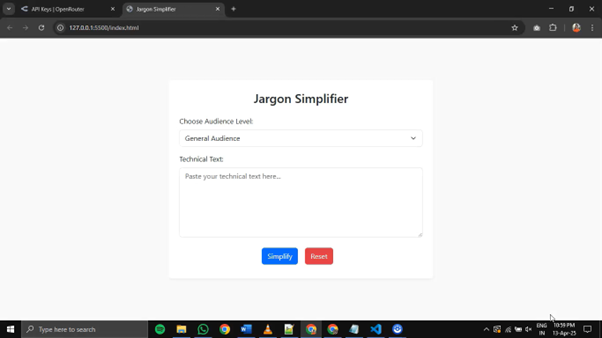 API Keys | OpenRouter
Jargon Simplifier
127.0.0.1:5500/index.html
Jargon Simplifier
Choose Audience Level:
General Audience
Technical Text:
Paste your technical text here...
Simplify
Reset
Type here to search
ENG
IN
10:59 PM
13-Apr-25